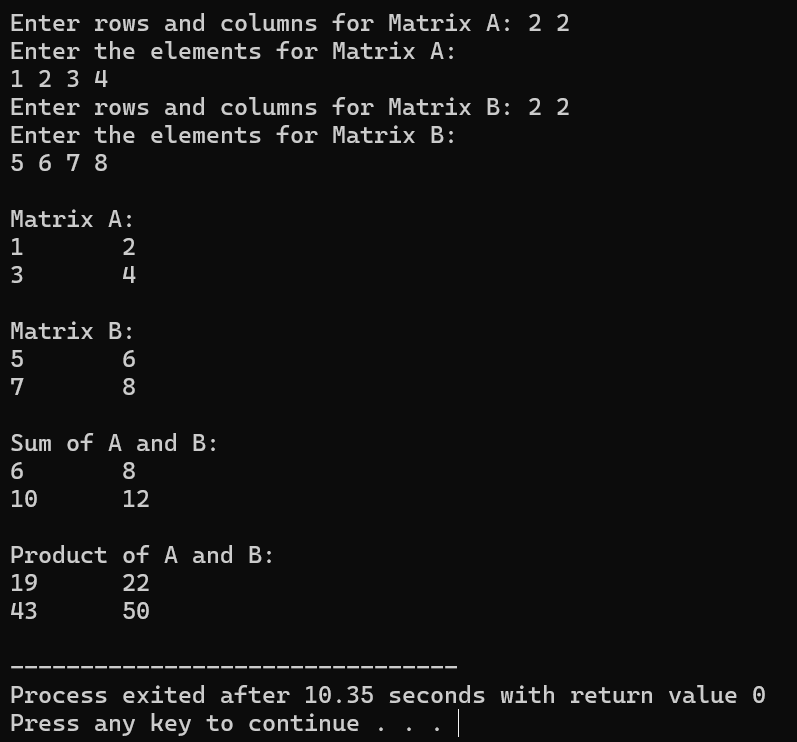 Enter rows and columns for Matrix A: 2 2
Enter the elements for Matrix A:
1 2 3 4
Enter rows and columns for Matrix B: 2 2
Enter the elements for Matrix B:
5 6 7 8

Matrix A:
1       2
3       4

Matrix B:
5       6
7       8

Sum of A and B:
6       8
10      12

Product of A and B:
19      22
43      50

--------------------------------
Process exited after 10.35 seconds with return value 0
Press any key to continue . . .